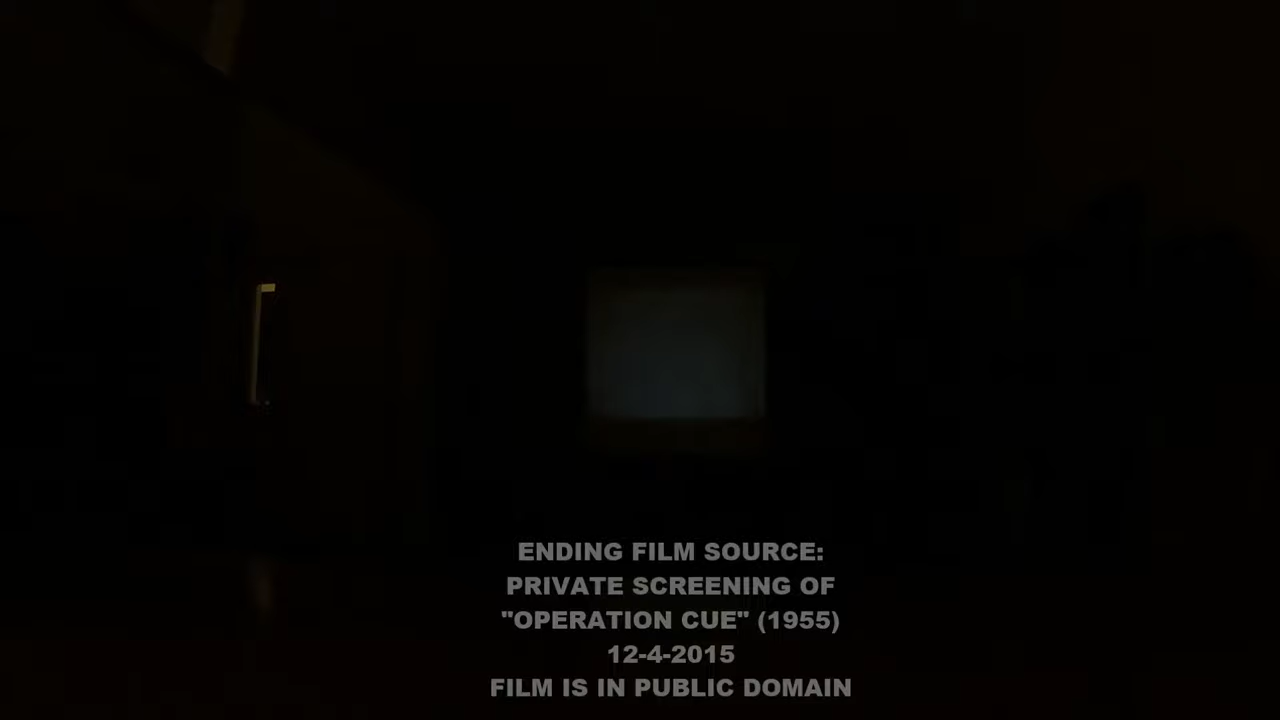 ENDING FILM SOURCE:
PRIVATE SCREENING OF
"OPERATION CUE" (1955)
12-4-2015
FILM IS IN PUBLIC DOMAIN